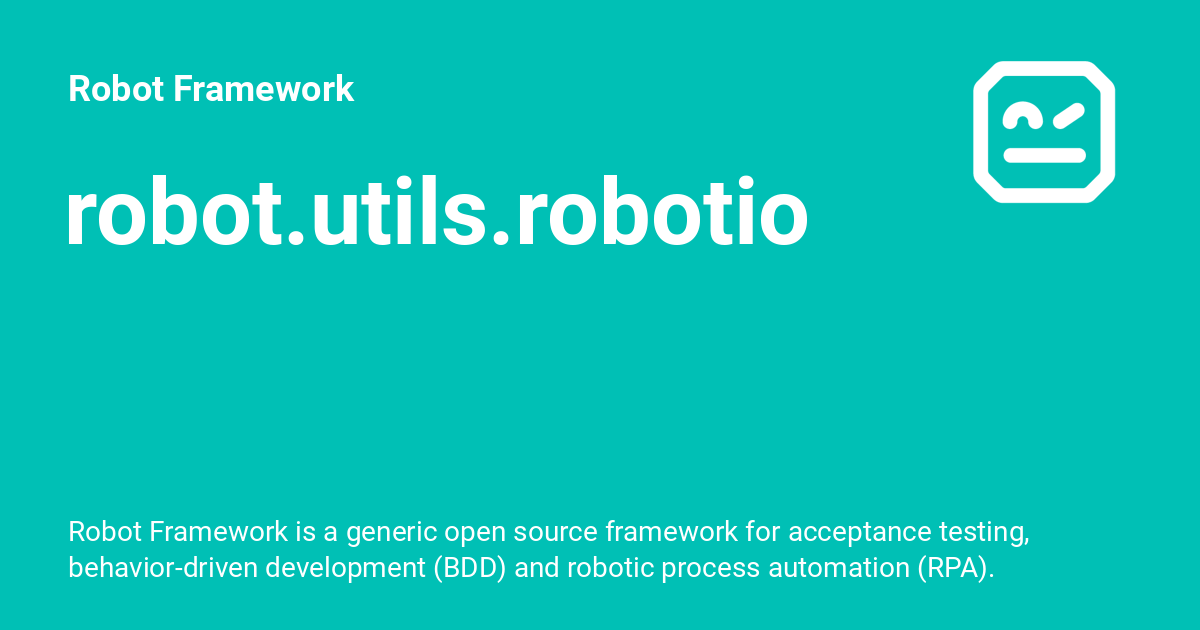 Robot Framework
robot.utils.robotio
Robot Framework is a generic open source framework for acceptance testing,
behavior-driven development (BDD) and robotic process automation (RPA).